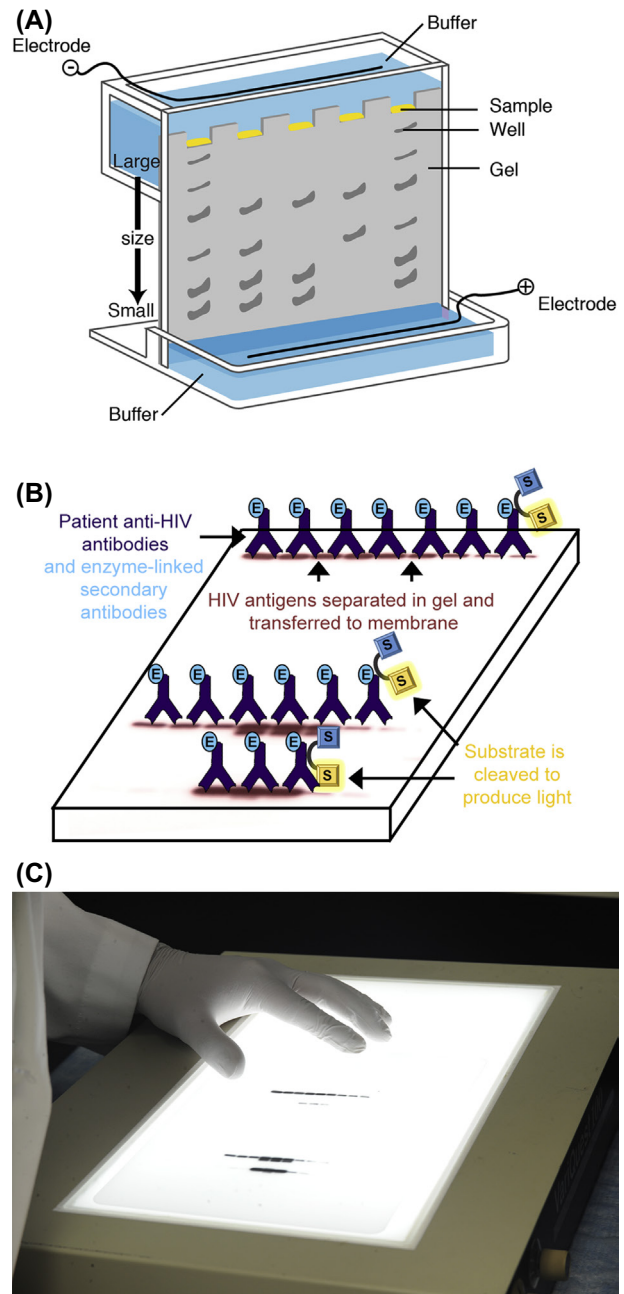 (A)
Electrode
Buffer
-
Sample
Well
Gel
Large
size
Small
+
Electrode
Buffer
(B)
E E E E E E E S
S
Patient anti-HIV
antibodies
and enzyme-linked
secondary
antibodies
HIV antigens separated in gel and
transferred to membrane
S
E E E E E E S
E E E S
S
Substrate is
cleaved to
produce light
(C)